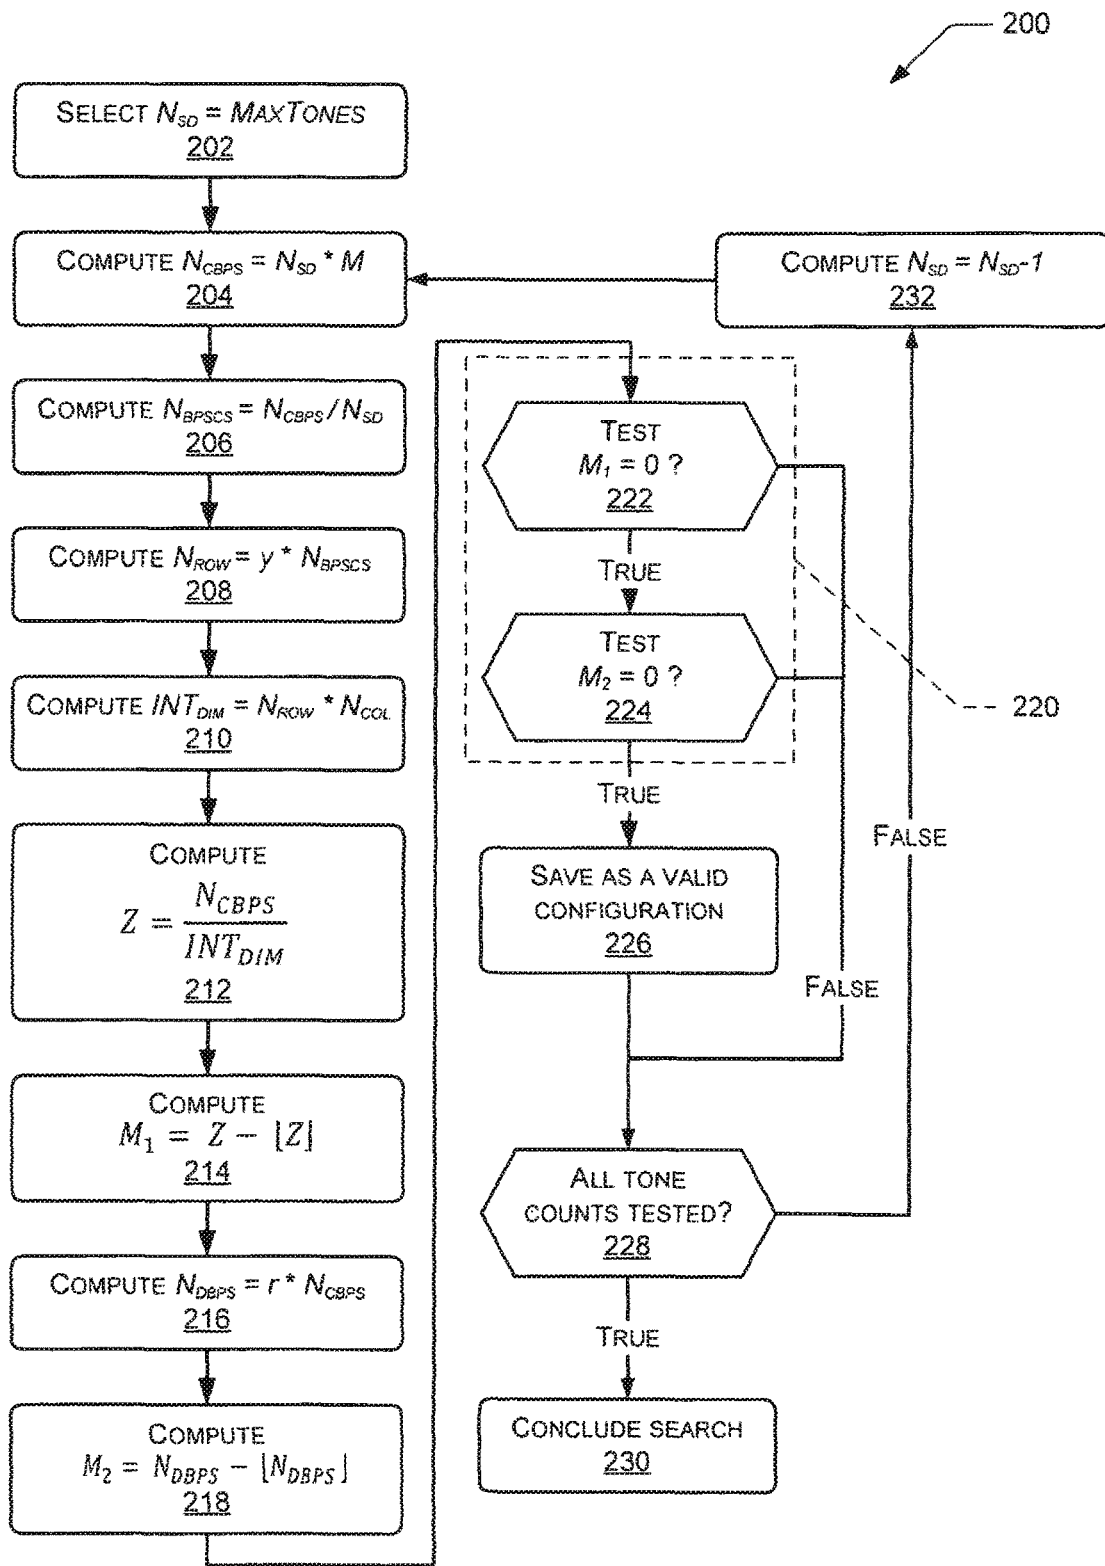 200
SELECT N_SD = MAXTONES
202
COMPUTE N_CBPS = N_SD * M
204
COMPUTE N_BPSCS = N_CBPS / N_SD
206
COMPUTE N_ROW = y * N_BPSCS
208
COMPUTE INT_DIM = N_ROW * N_COL
210
COMPUTE
Z = N_CBPS / INT_DIM
212
COMPUTE
M_1 = Z − ⌊Z⌋
214
COMPUTE N_DBPS = r * N_CBPS
216
COMPUTE
M_2 = N_DBPS − ⌊N_DBPS⌋
218
TEST
M_1 = 0 ?
222
TRUE
TEST
M_2 = 0 ?
224
220
TRUE
SAVE AS A VALID
CONFIGURATION
226
FALSE
ALL TONE
COUNTS TESTED?
228
TRUE
CONCLUDE SEARCH
230
FALSE
COMPUTE N_SD = N_SD-1
232